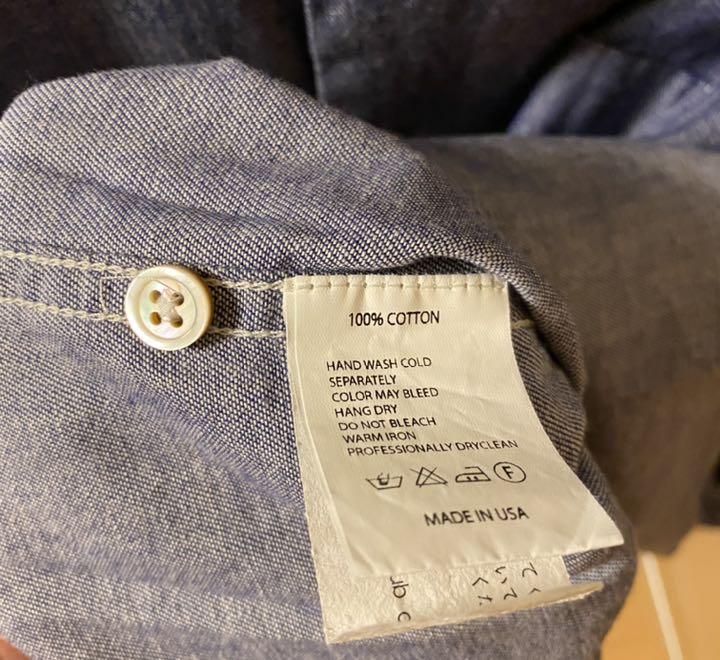 100% COTTON
HAND WASH COLD
SEPARATELY
COLOR MAY BLEED
HANG DRY
DO NOT BLEACH
WARM IRON
PROFESSIONALLY DRYCLEAN
F
MADE IN USA